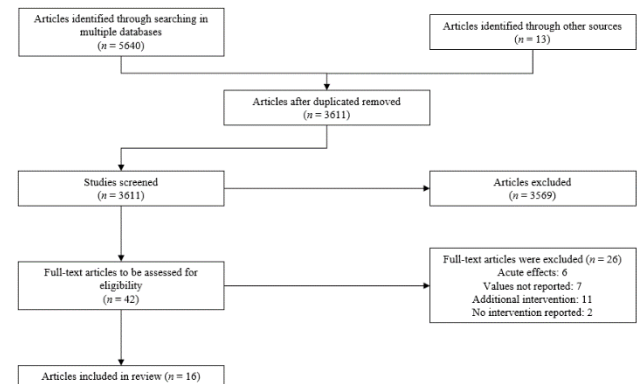 Articles identified through searching in
multiple databases
(n = 5640)
Articles identified through other sources
(n = 13)
Articles after duplicated removed
(n = 3611)
Studies screened
(n = 3611)
Articles excluded
(n = 3569)
Full-text articles to be assessed for
eligibility
(n = 42)
Full-text articles were excluded (n = 26)
Acute effects: 6
Values not reported: 7
Additional intervention: 11
No intervention reported: 2
Articles included in review (n = 16)